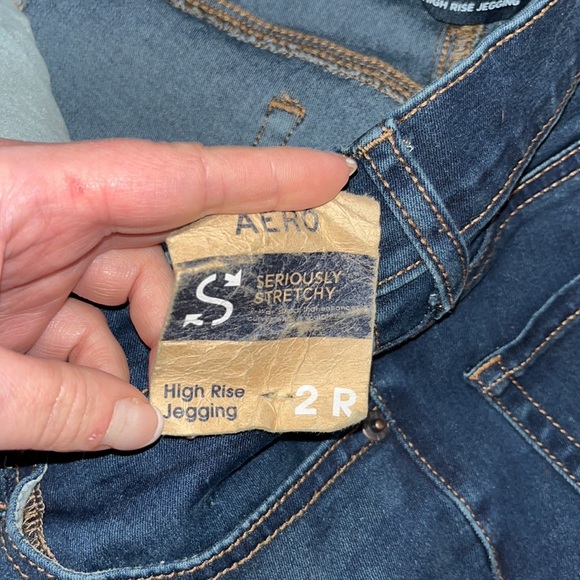 HIGH RISE JEGGING
AERO
SERIOUSLY
STRETCHY
High Rise
Jegging
2 R